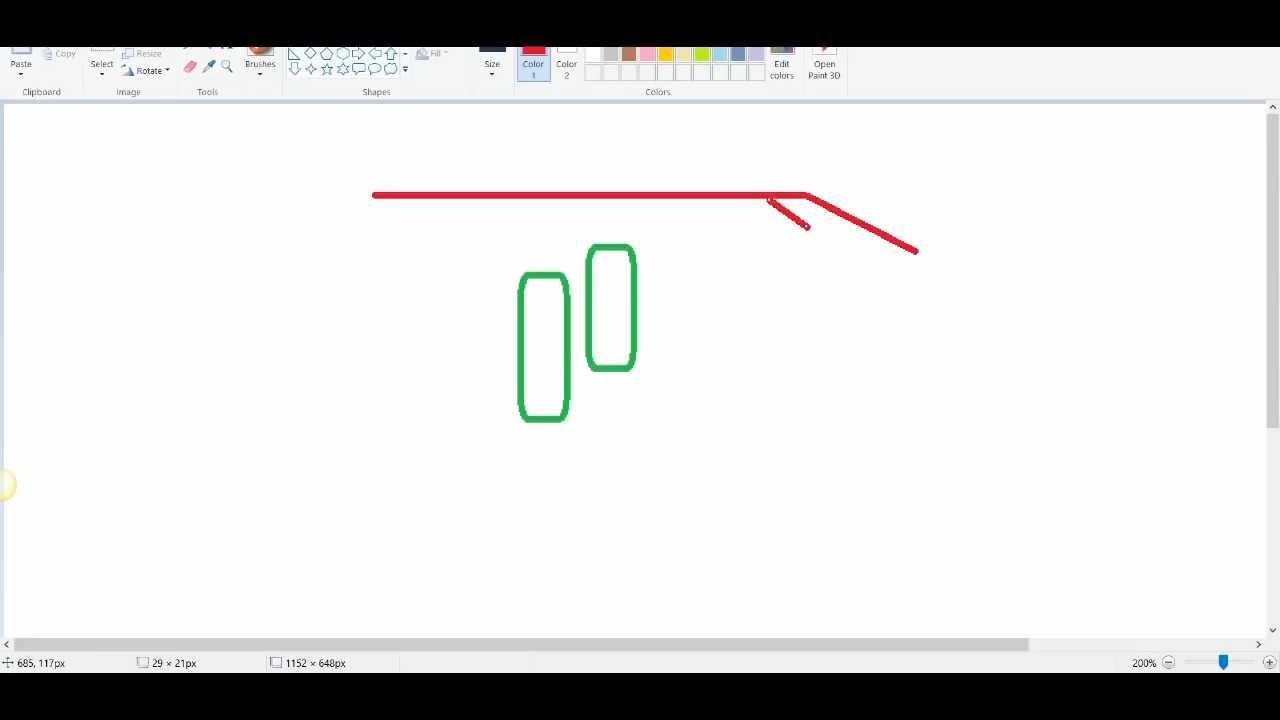 Copy
Resize
Fill
Paste
Select
Rotate
Brushes
Size
Color
1
Color
2
Edit
colors
Open
Paint 3D
Clipboard
Image
Tools
Shapes
Colors
685, 117px
29 × 21px
1152 × 648px
200%